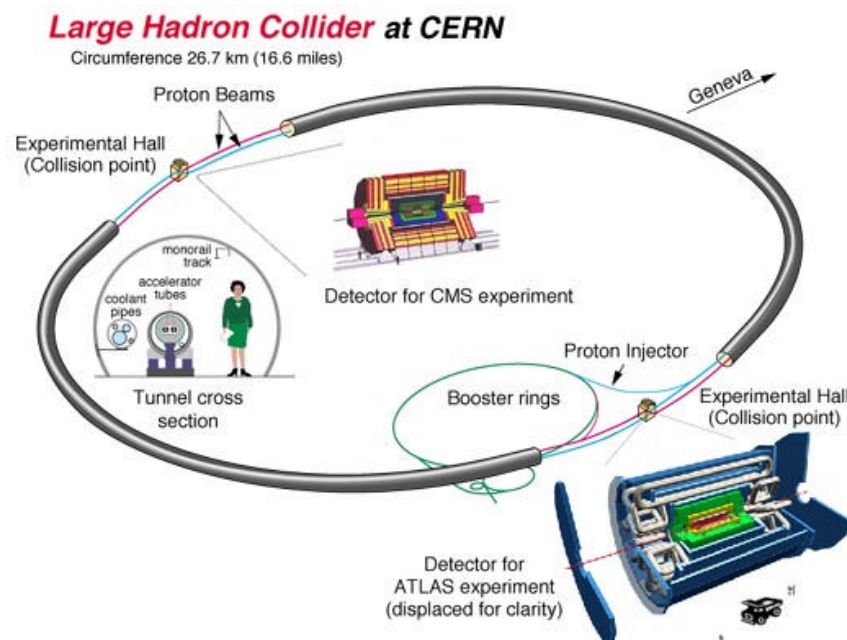 Large Hadron Collider at CERN
Circumference 26.7 km (16.6 miles)
Geneva
Proton Beams
Experimental Hall
(Collision point)
monorail
track
accelerator
tubes
coolant
pipes
Tunnel cross
section
Detector for CMS experiment
Proton Injector
Booster rings
Experimental Hall
(Collision point)
Detector for
ATLAS experiment
(displaced for clarity)